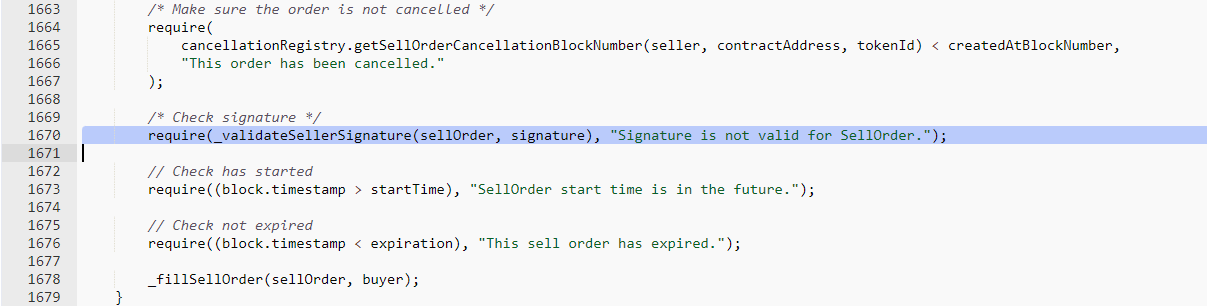 1663 /* Make sure the order is not cancelled */
1664 require(
1665 cancellationRegistry.getSellOrderCancellationBlockNumber(seller, contractAddress, tokenId) < createdAtBlockNumber,
1666 "This order has been cancelled."
1667 );
1668
1669 /* Check signature */
1670 require(_validateSellerSignature(sellOrder, signature), "Signature is not valid for SellOrder.");
1671
1672 // Check has started
1673 require((block.timestamp > startTime), "SellOrder start time is in the future.");
1674
1675 // Check not expired
1676 require((block.timestamp < expiration), "This sell order has expired.");
1677
1678 _fillSellOrder(sellOrder, buyer);
1679 }